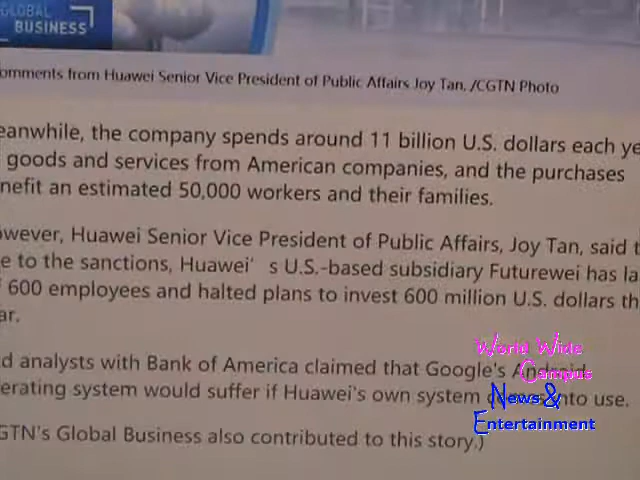 GLOBAL
BUSINESS
omments from Huawei Senior Vice President of Public Affairs Joy Tan. /CGTN Photo
eanwhile, the company spends around 11 billion U.S. dollars each ye
goods and services from American companies, and the purchases
nefit an estimated 50,000 workers and their families.
wever, Huawei Senior Vice President of Public Affairs, Joy Tan, said t
e to the sanctions, Huawei's U.S.-based subsidiary Futurewei has la
f 600 employees and halted plans to invest 600 million U.S. dollars th
ar.
d analysts with Bank of America claimed that Google's Android
erating system would suffer if Huawei's own system into use.
GTN's Global Business also contributed to this story.)
World Wide
Campus
News&
Entertainment